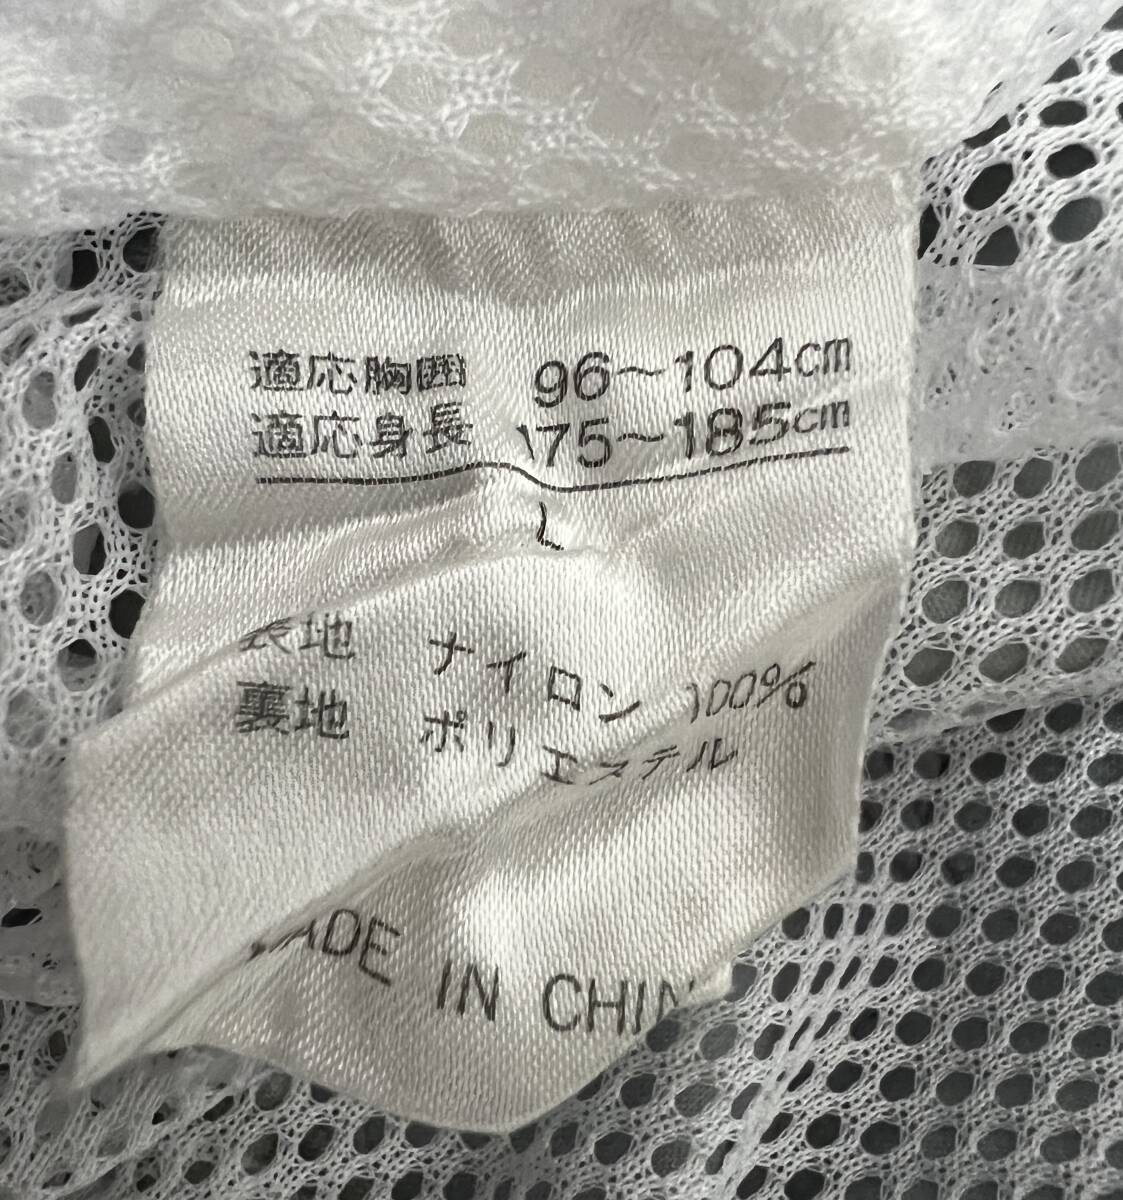 適応胸囲 96～104cm
適応身長 175～185cm
L
表地 ナイロン 100%
裏地 ポリエステル
MADE IN CHIN